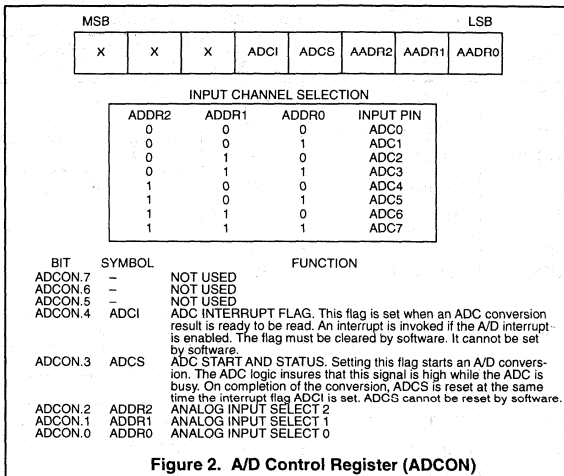 MSB LSB
X X X ADCI ADCS AADR2 AADR1 AADR0
INPUT CHANNEL SELECTION
ADDR2 ADDR1 ADDR0 INPUT PIN
0 0 0 ADC0
0 0 1 ADC1
0 1 0 ADC2
0 1 1 ADC3
1 0 0 ADC4
1 0 1 ADC5
1 1 0 ADC6
1 1 1 ADC7
BIT SYMBOL FUNCTION
ADCON.7 – NOT USED
ADCON.6 – NOT USED
ADCON.5 – NOT USED
ADCON.4 ADCI ADC INTERRUPT FLAG. This flag is set when an ADC conversion
result is ready to be read. An interrupt is invoked if the A/D interrupt
is enabled. The flag must be cleared by software. It cannot be set
by software.
ADCON.3 ADCS ADC START AND STATUS. Setting this flag starts an A/D convers-
ion. The ADC logic insures that this signal is high while the ADC is
busy. On completion of the conversion, ADCS is reset at the same
time the interrupt flag ADCI is set. ADCS cannot be reset by software.
ADCON.2 ADDR2 ANALOG INPUT SELECT 2
ADCON.1 ADDR1 ANALOG INPUT SELECT 1
ADCON.0 ADDR0 ANALOG INPUT SELECT 0
Figure 2. A/D Control Register (ADCON)